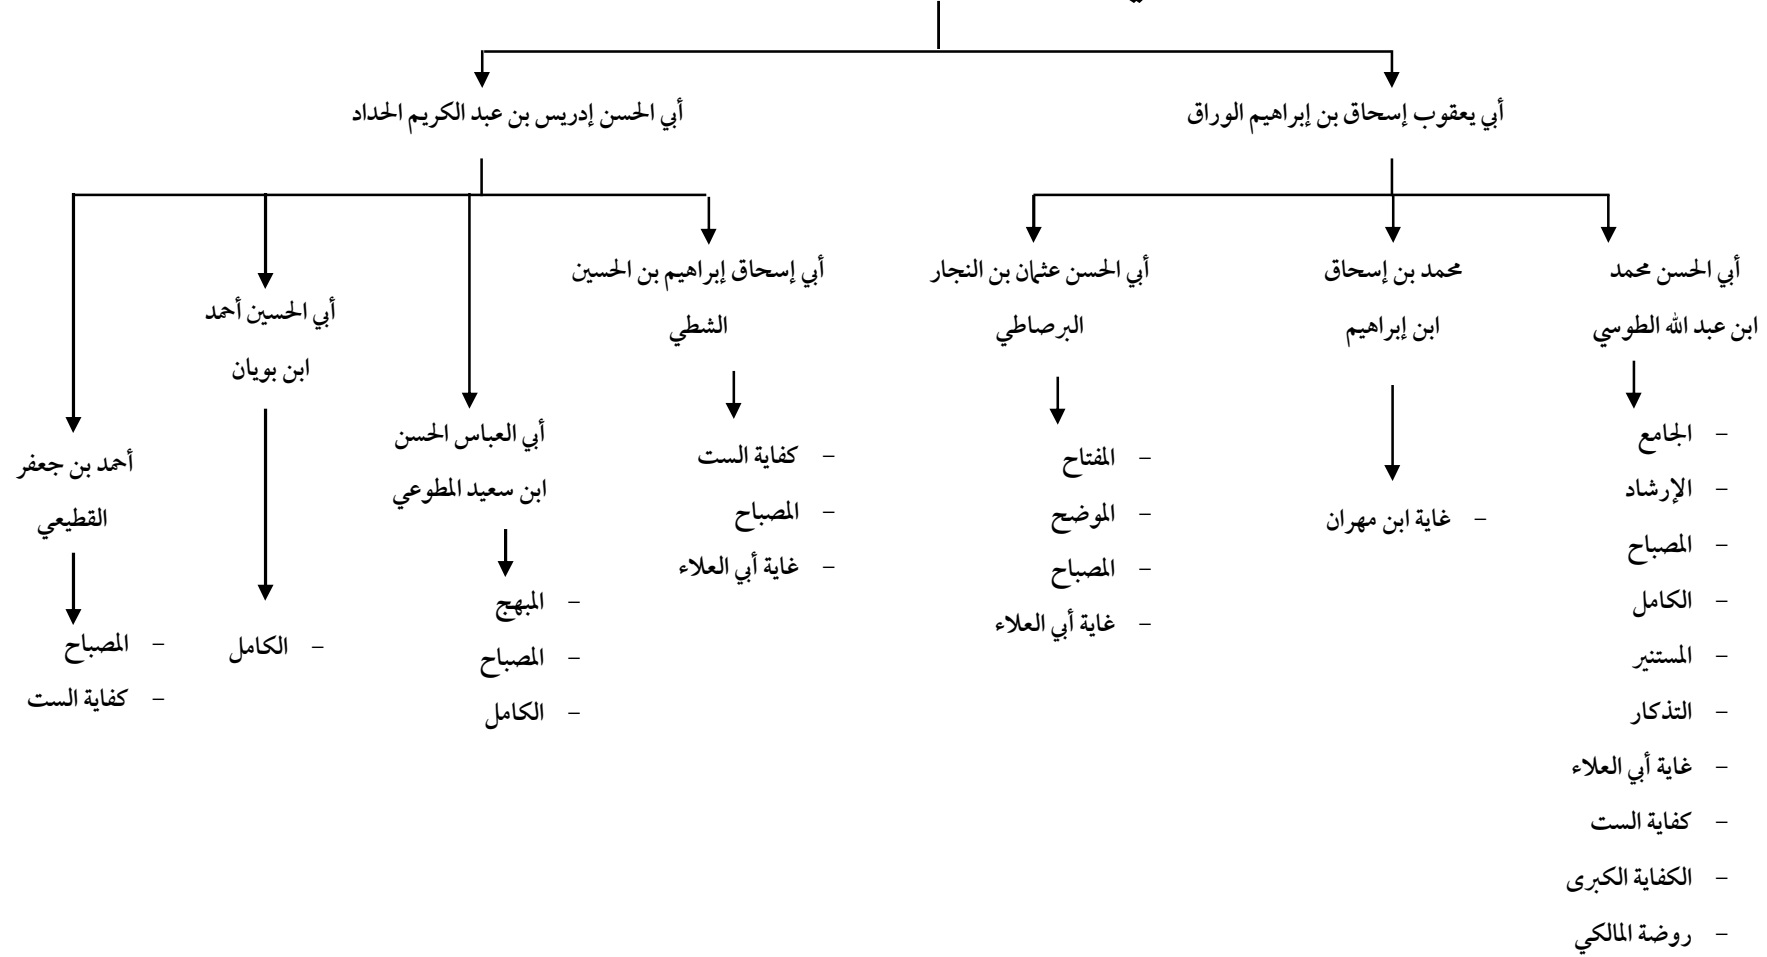 أبي يعقوب إسحاق بن إبراهيم الوراق
أبي الحسن إدريس بن عبد الكريم الحداد
أبي الحسن محمد
ابن عبد الله الطوسي
– الجامع
– الإرشاد
– المصباح
– الكامل
– المستنير
– التذكار
– غاية أبي العلاء
– كفاية الست
– الكفاية الكبرى
– روضة المالكي
محمد بن إسحاق
ابن إبراهيم
– غاية ابن مهران
أبي الحسن عثمان بن النجار
البرصاطي
– المفتاح
– الموضح
– المصباح
– غاية أبي العلاء
أبي إسحاق إبراهيم بن الحسين
الشطي
– كفاية الست
– المصباح
– غاية أبي العلاء
أبي العباس الحسن
ابن سعيد المطوعي
– المبهج
– المصباح
– الكامل
أبي الحسين أحمد
ابن بويان
– الكامل
أحمد بن جعفر
القطيعي
– المصباح
– كفاية الست